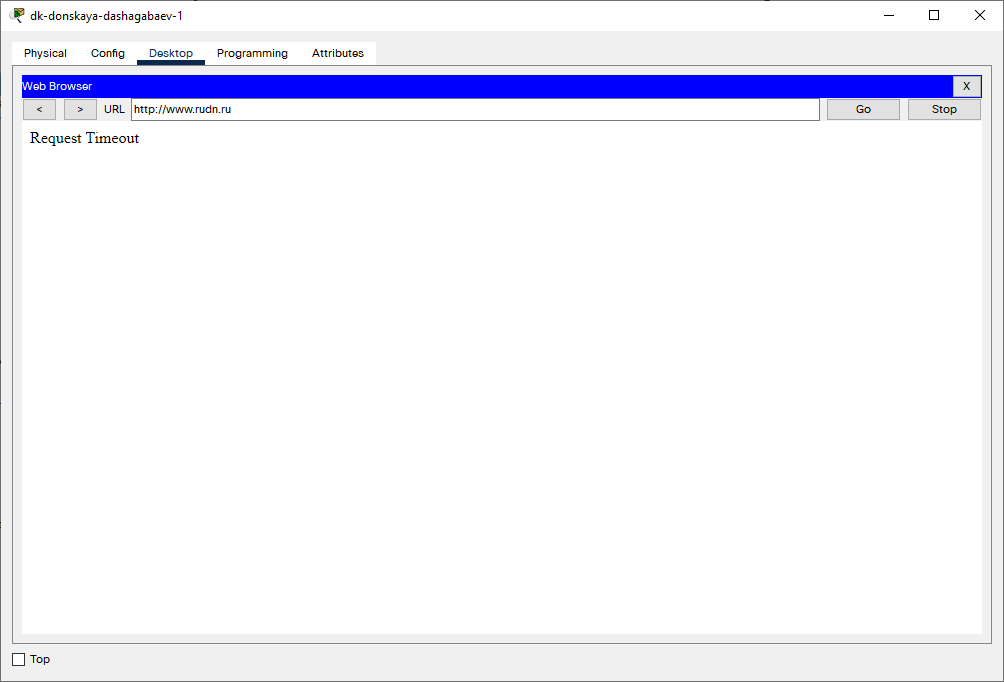 dk-donskaya-dashagabaev-1
Physical Config Desktop Programming Attributes
Web Browser X
< > URL http://www.rudn.ru Go Stop
Request Timeout
Top